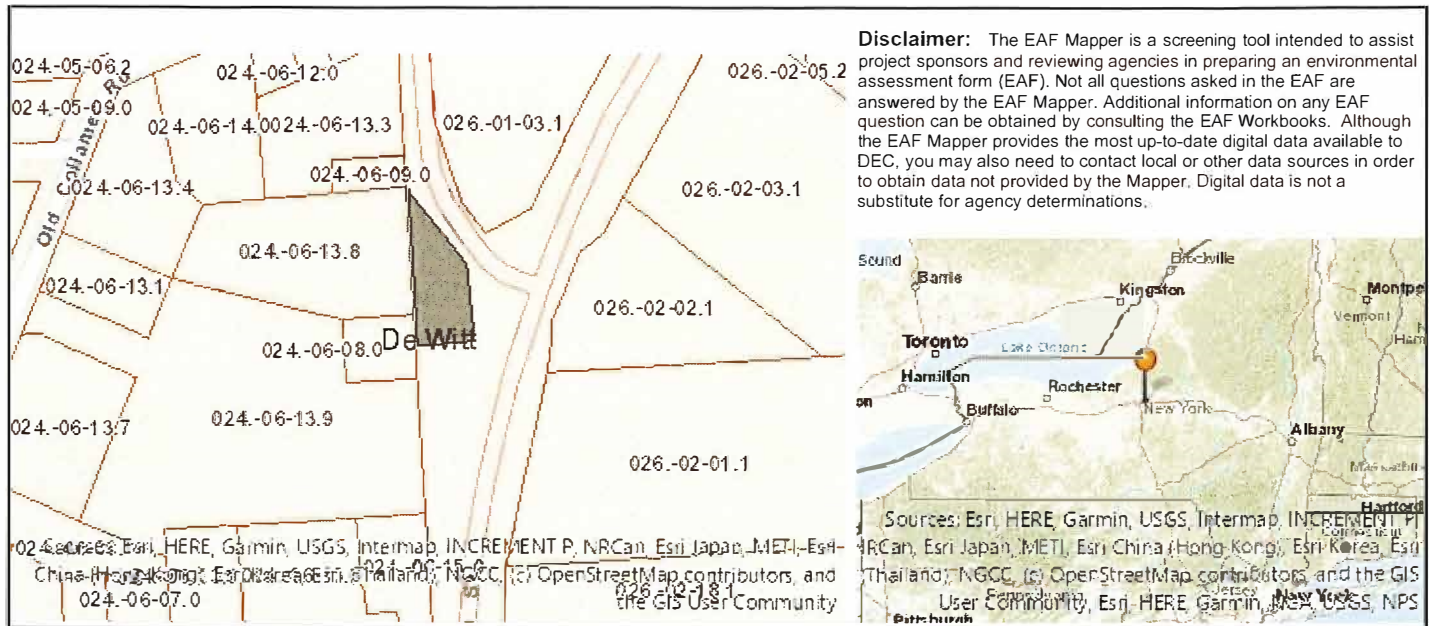 Disclaimer: The EAF Mapper is a screening tool intended to assist
project sponsors and reviewing agencies in preparing an environmental
assessment form (EAF). Not all questions asked in the EAF are
answered by the EAF Mapper. Additional information on any EAF
question can be obtained by consulting the EAF Workbooks. Although
the EAF Mapper provides the most up-to-date digital data available to
DEC, you may also need to contact local or other data sources in order
to obtain data not provided by the Mapper. Digital data is not a
substitute for agency determinations.
024.-05-06.2
024.-06-12.0
026.-02-05.2
024.-05-09.0
024.-06-14.0
024.-06-13.3
026.-01-03.1
Old Collamer
024.-06-13.4
024.-06-09.0
026.-02-03.1
024.-06-13.8
024.-06-13.1
026.-02-02.1
024.-06-08.0
De Witt
024.-06-13.7
024.-06-13.9
026.-02-01.1
Esri, HERE, Garmin, USGS, Intermap, INCREMENT P, NRCan, Esri Japan, METI, Esri
China (Hong Kong), Esri Korea, Esri (Thailand), NGCC, (c) OpenStreetMap contributors, and
the GIS User Community
024.-06-07.0
026.-02-18.1
Sound
Barrie
Brockville
Kingston
Montpel
Vermont
Toronto
Lake Ontario
Hamilton
Rochester
Buffalo
New York
Albany
Hartford
Sources: Esri, HERE, Garmin, USGS, Intermap, INCREMENT P,
NRCan, Esri Japan, METI, Esri China (Hong Kong), Esri Korea, Esri
(Thailand), NGCC, (c) OpenStreetMap contributors, and the GIS
User Community, Esri, HERE, Garmin, USGS, NPS
Pittsburgh
New York